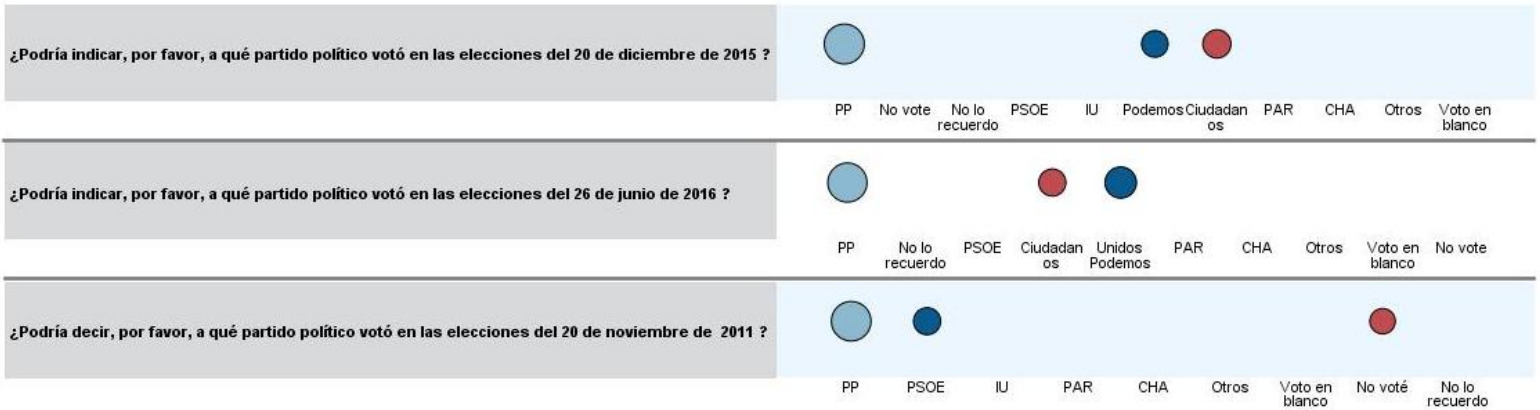 ¿Podría indicar, por favor, a qué partido político votó en las elecciones del 20 de diciembre de 2015 ?
PP No vote No lo recuerdo PSOE IU Podemos Ciudadan os PAR CHA Otros Voto en blanco
¿Podría indicar, por favor, a qué partido político votó en las elecciones del 26 de junio de 2016 ?
PP No lo recuerdo PSOE Ciudadan os Unidos Podemos PAR CHA Otros Voto en blanco No vote
¿Podría decir, por favor, a qué partido político votó en las elecciones del 20 de noviembre de 2011 ?
PP PSOE IU PAR CHA Otros Voto en blanco No voté No lo recuerdo